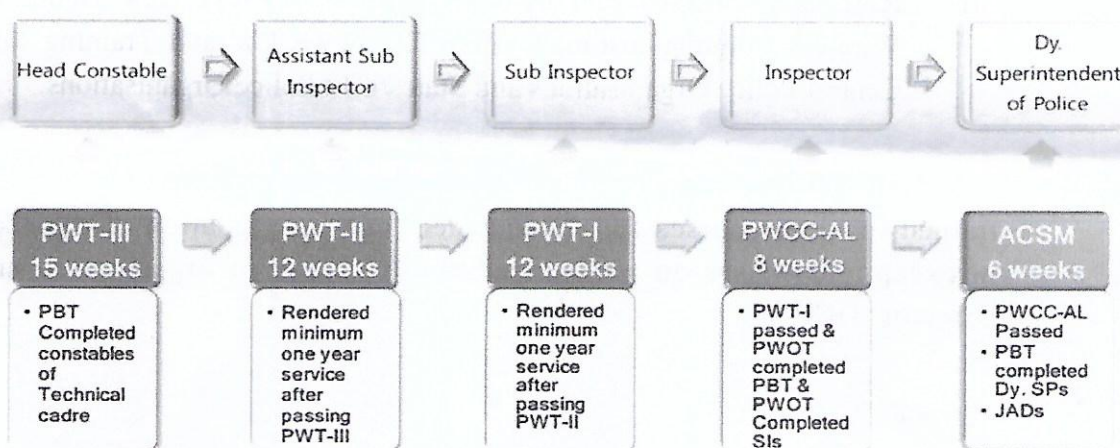 Head Constable
Assistant Sub
Inspector
Sub Inspector
Inspector
Dy.
Superintendent
of Police
PWT-III
15 weeks
• PBT
Completed
constables
of
Technical
cadre
PWT-II
12 weeks
• Rendered
minimum
one year
service
after
passing
PWT-III
PWT-I
12 weeks
• Rendered
minimum
one year
service
after
passing
PWT-II
PWCC-AL
8 weeks
• PWT-I
passed &
PWOT
completed
PBT &
PWOT
Completed
SIs
ACSM
6 weeks
• PWCC-AL
Passed
• PBT
completed
Dy. SPs
• JADs